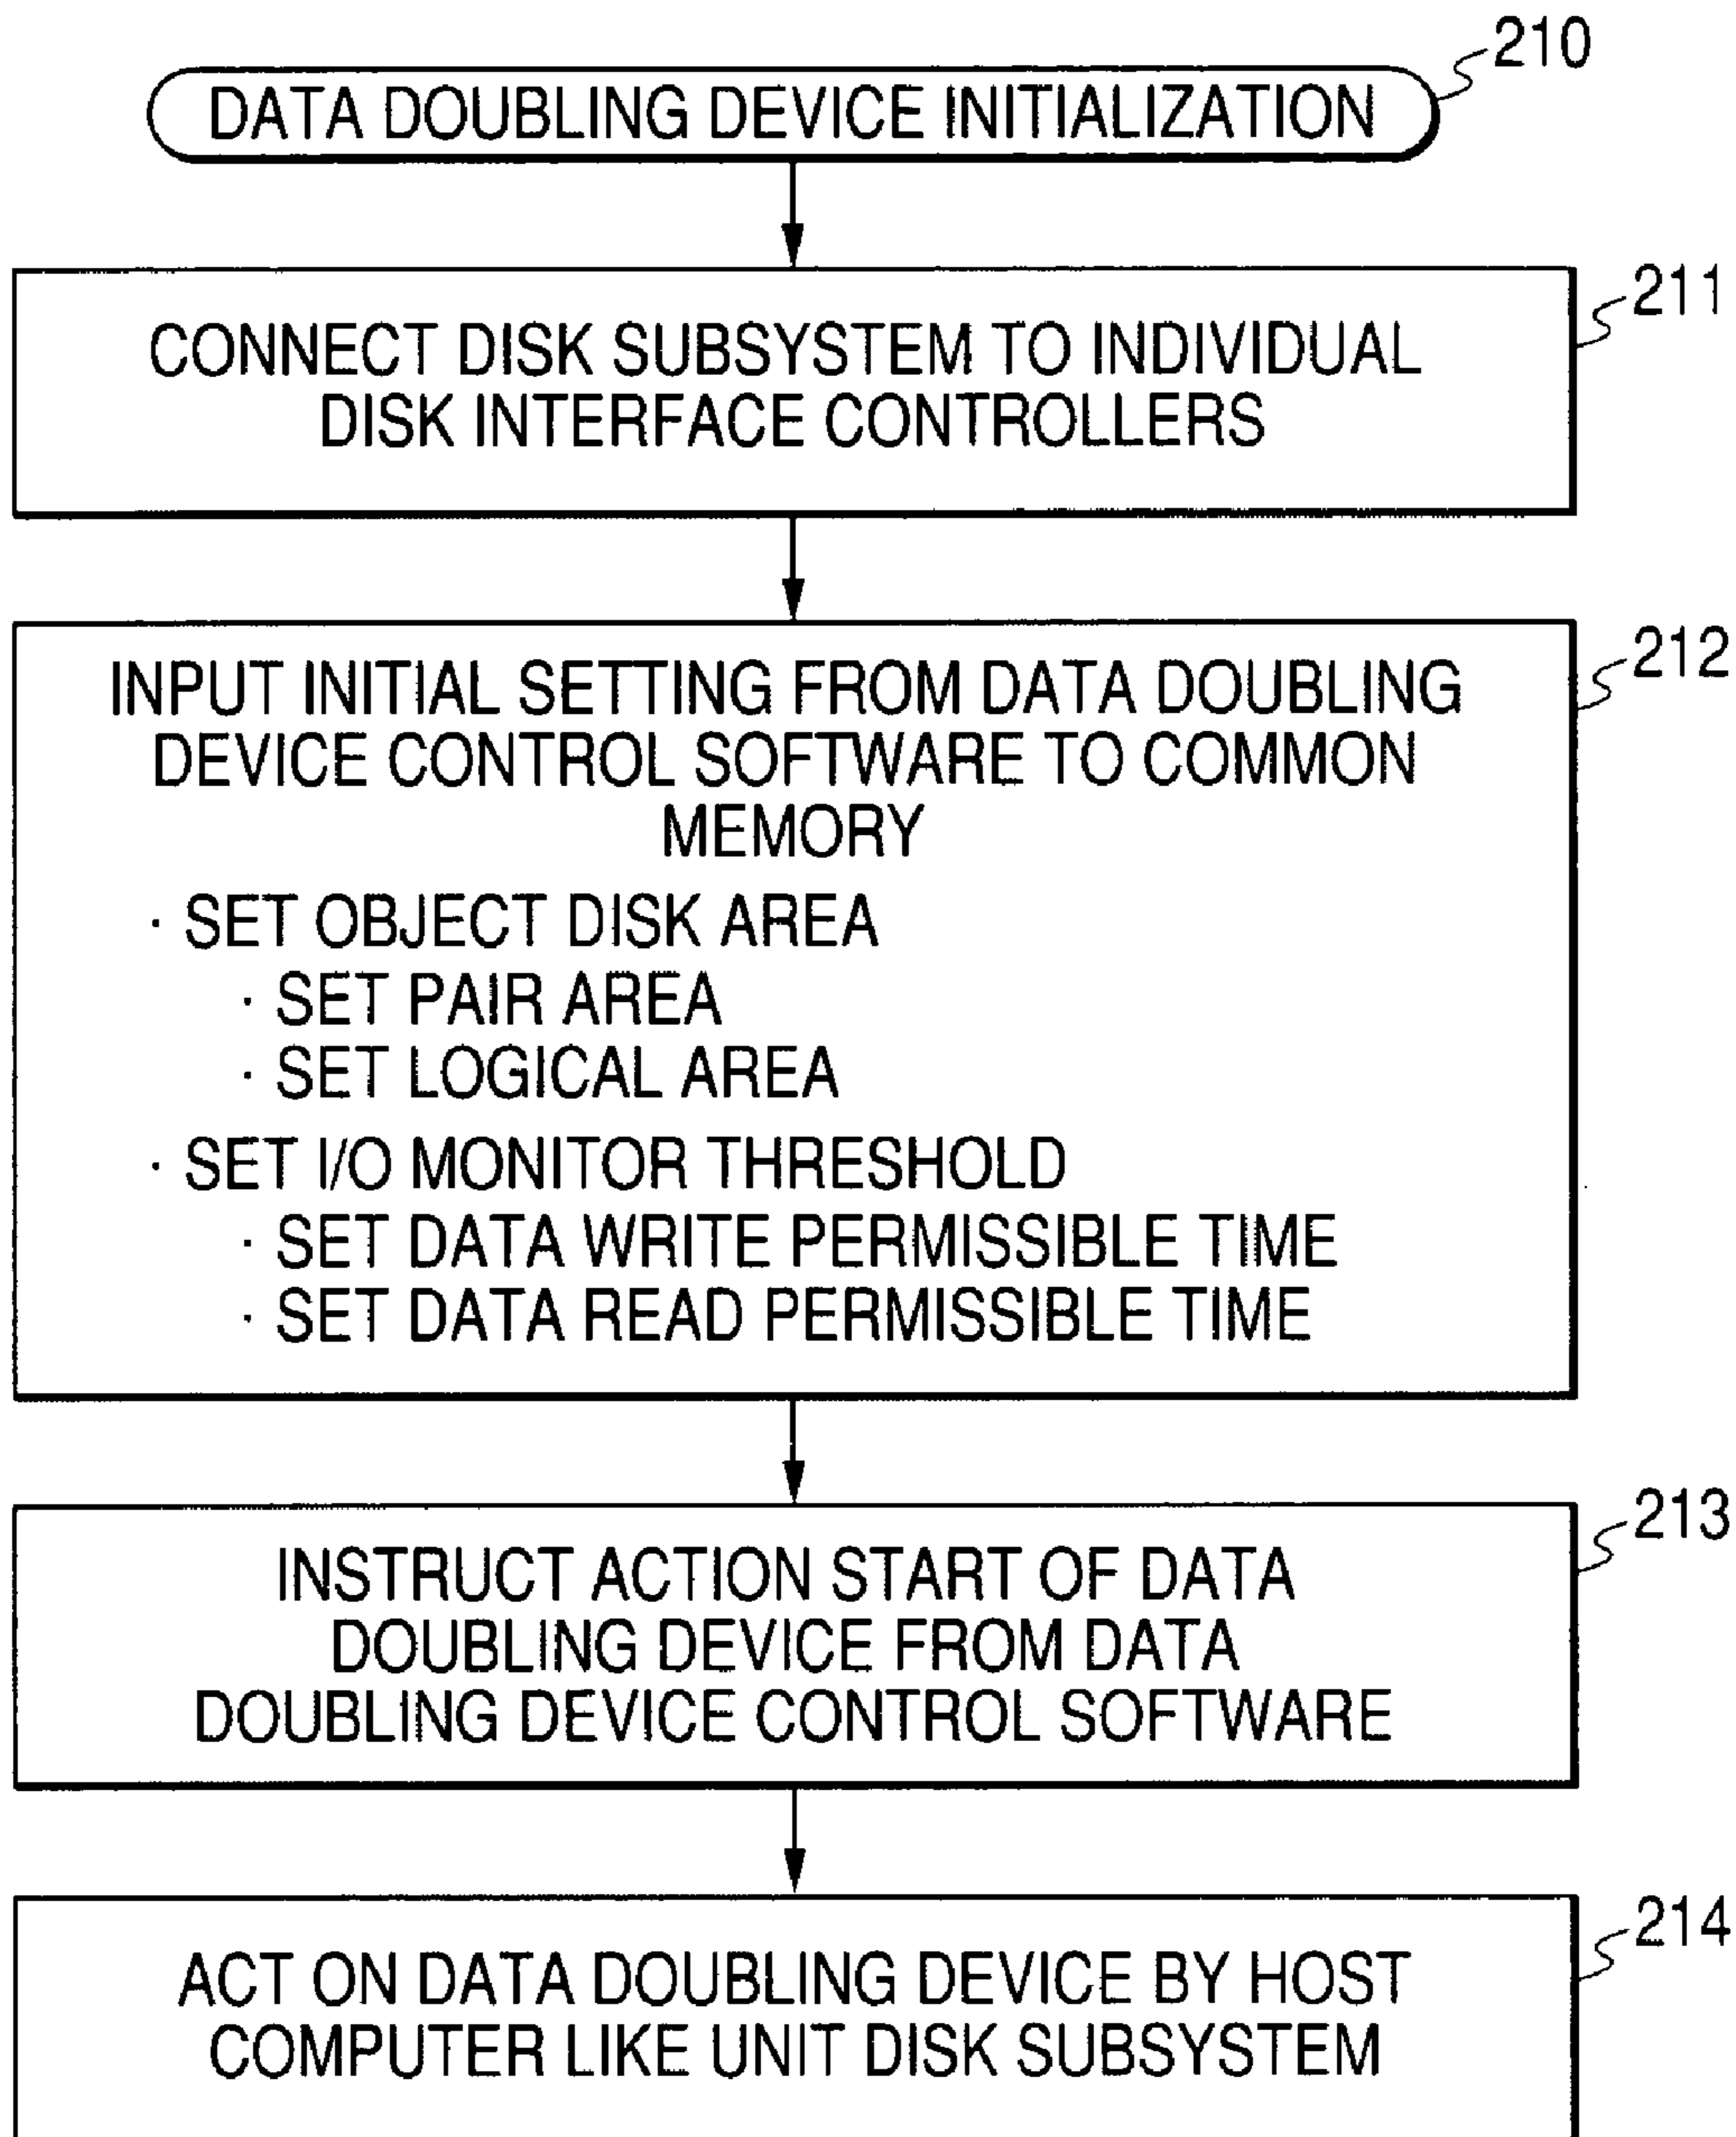 210
DATA DOUBLING DEVICE INITIALIZATION
211
CONNECT DISK SUBSYSTEM TO INDIVIDUAL
DISK INTERFACE CONTROLLERS
212
INPUT INITIAL SETTING FROM DATA DOUBLING
DEVICE CONTROL SOFTWARE TO COMMON
MEMORY
· SET OBJECT DISK AREA
· SET PAIR AREA
· SET LOGICAL AREA
· SET I/O MONITOR THRESHOLD
· SET DATA WRITE PERMISSIBLE TIME
· SET DATA READ PERMISSIBLE TIME
213
INSTRUCT ACTION START OF DATA
DOUBLING DEVICE FROM DATA
DOUBLING DEVICE CONTROL SOFTWARE
214
ACT ON DATA DOUBLING DEVICE BY HOST
COMPUTER LIKE UNIT DISK SUBSYSTEM